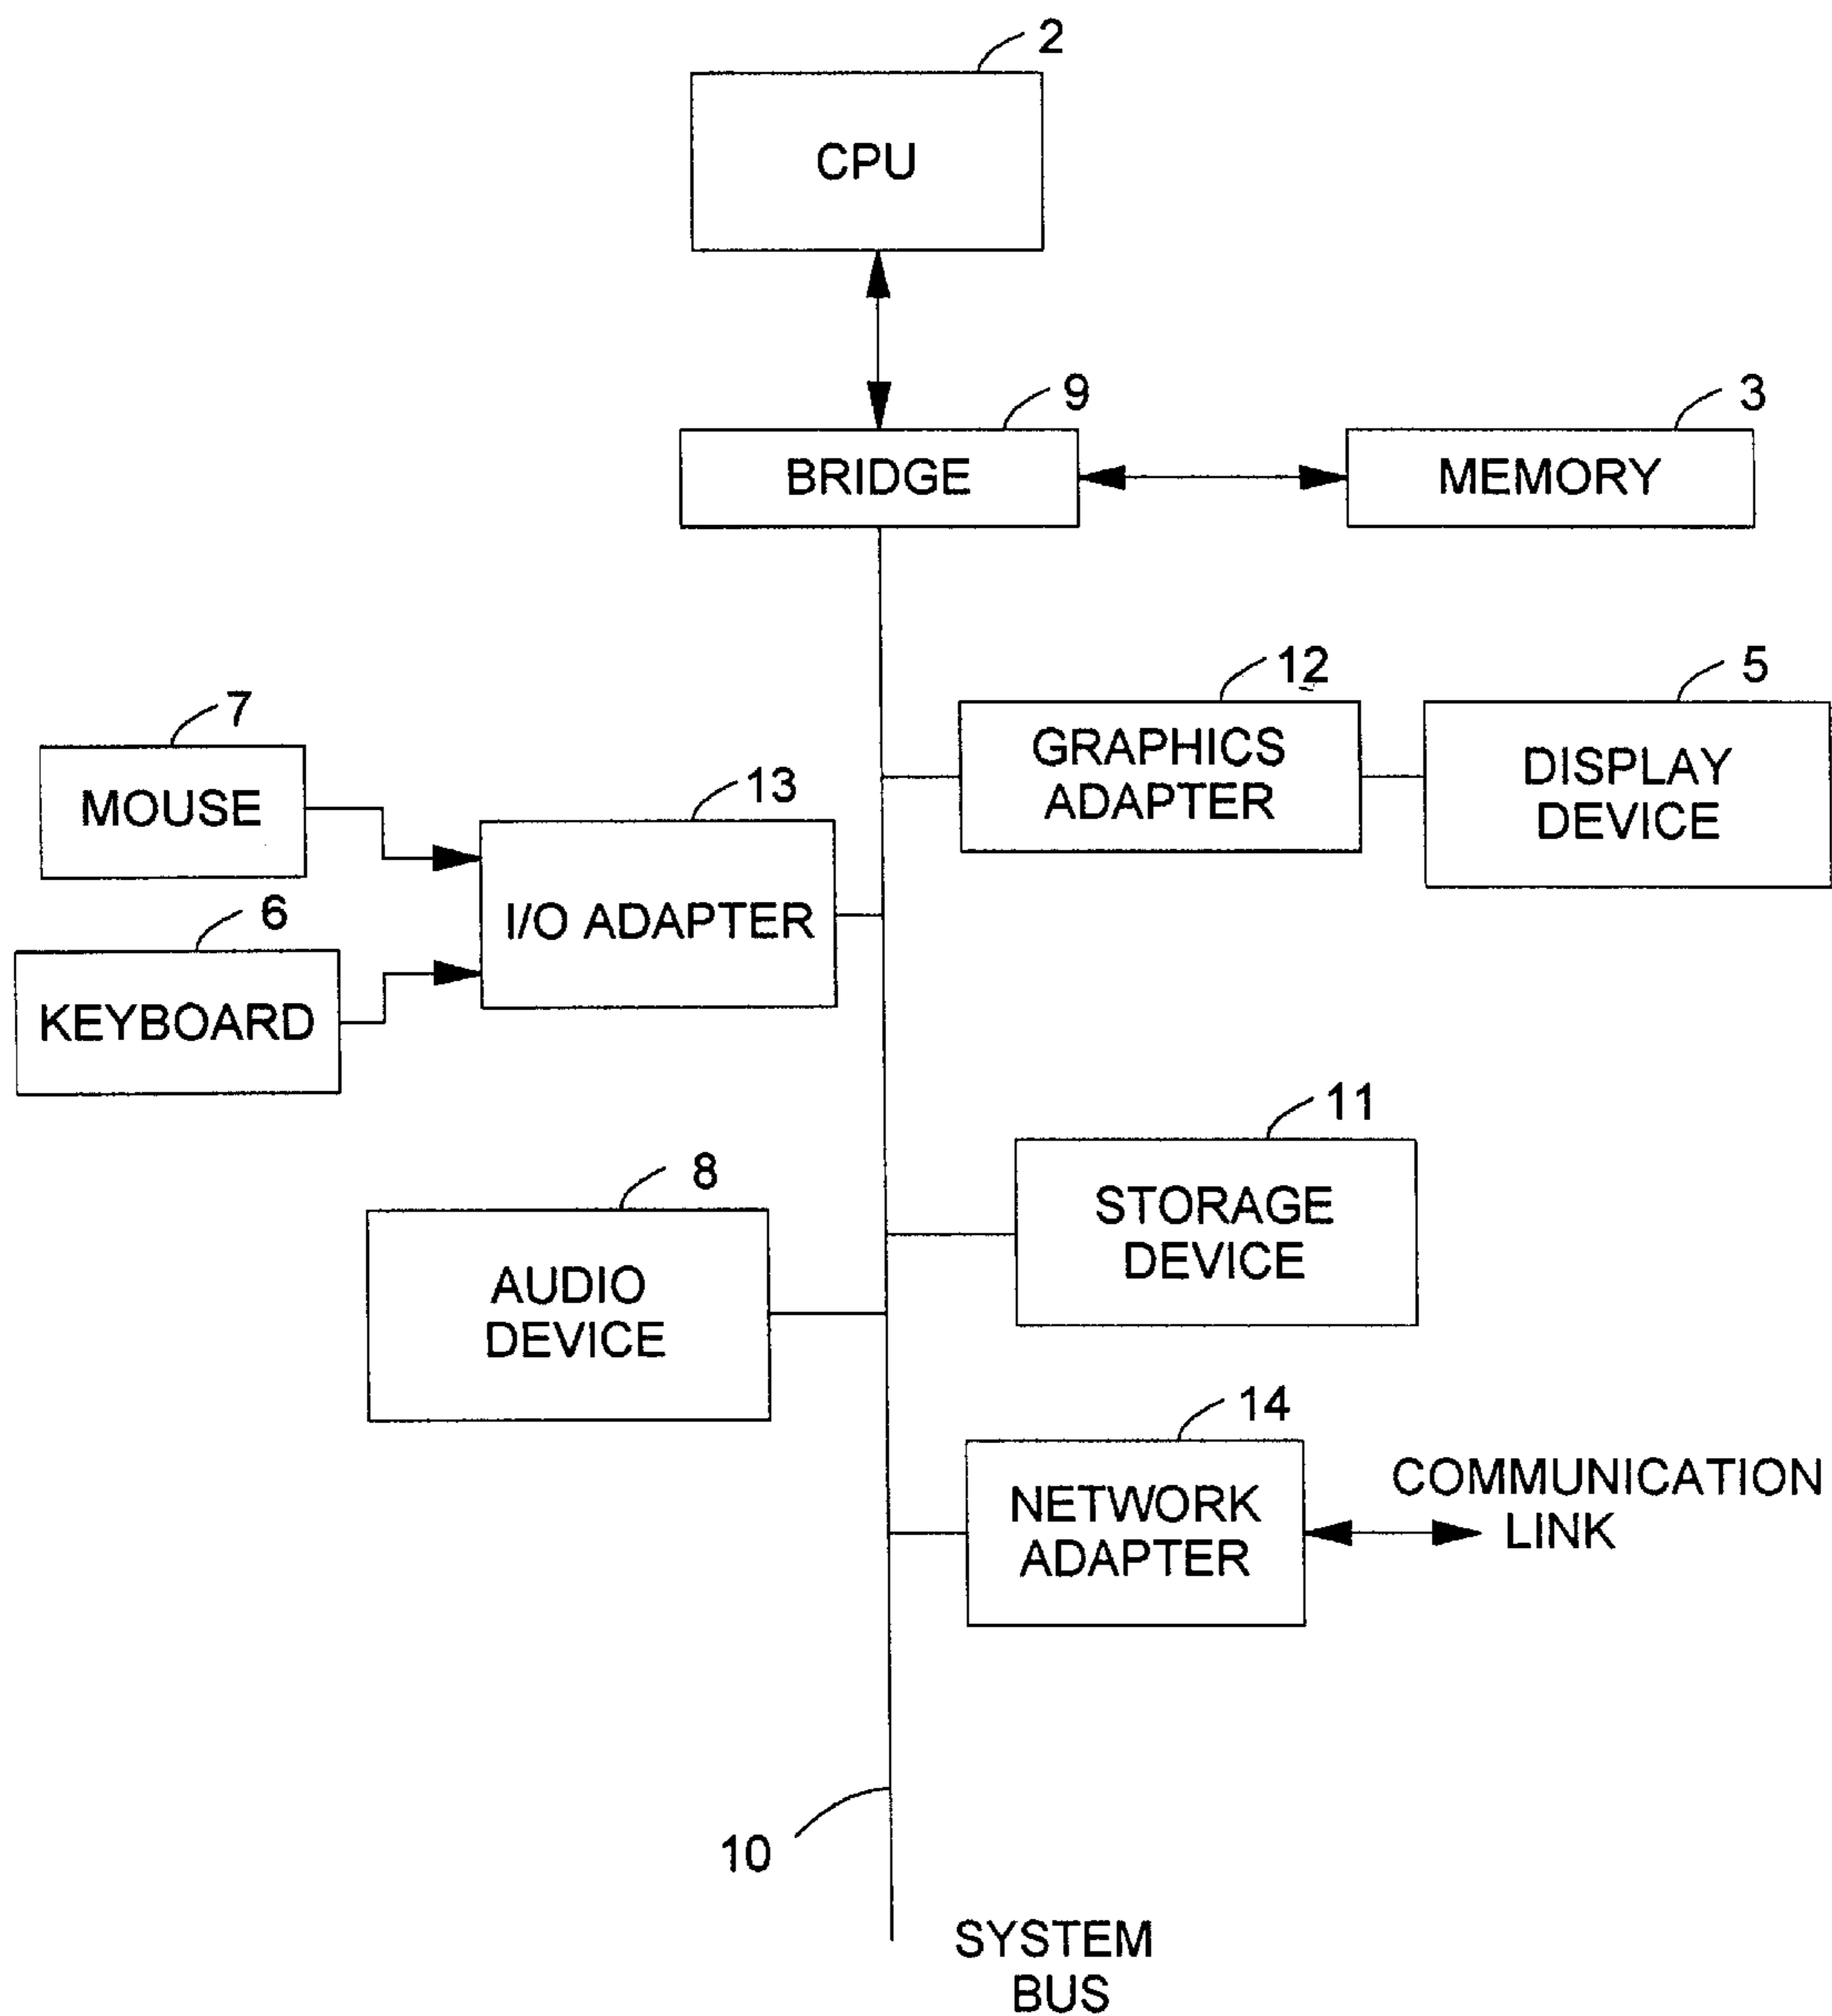 2
CPU
9
3
BRIDGE
MEMORY
12
5
7
GRAPHICS
ADAPTER
DISPLAY
DEVICE
MOUSE
13
6
I/O ADAPTER
KEYBOARD
11
8
STORAGE
DEVICE
AUDIO
DEVICE
14
NETWORK
ADAPTER
COMMUNICATION
LINK
10
SYSTEM
BUS